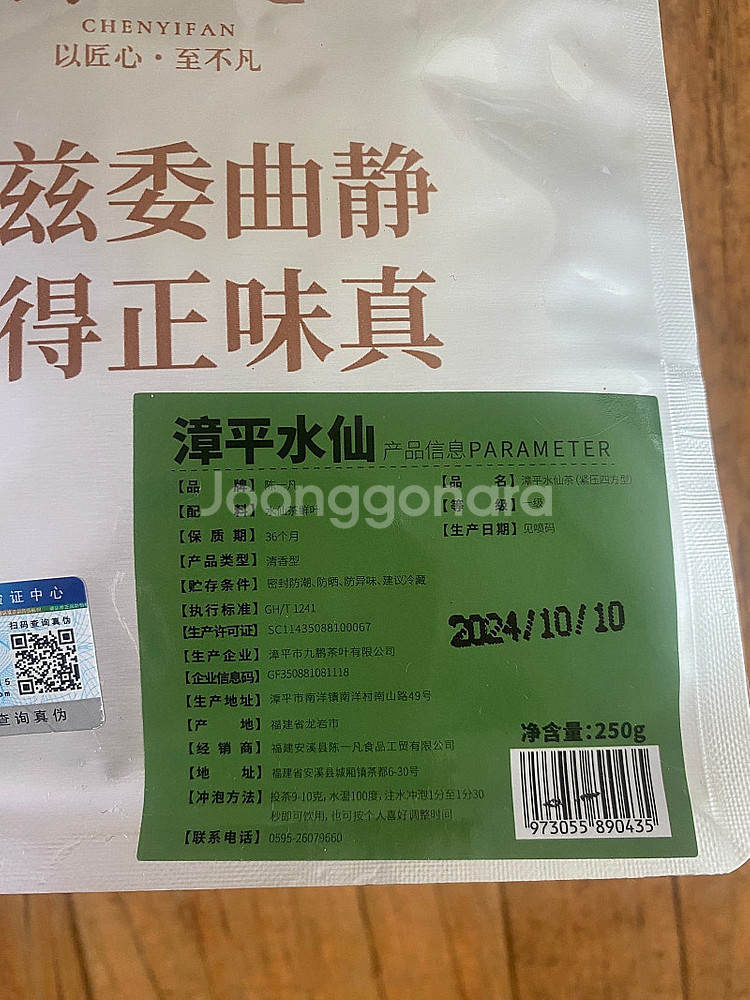 CHENYIFAN
以匠心·至不凡
兹委曲静
得正味真
漳平水仙 产品信息PARAMETER
【品 牌】陈一凡
【品 名】漳平水仙茶(紧压四方型)
【配 料】水仙茶鲜叶
【等 级】一级
【保 质 期】36个月
【生产日期】见喷码
【产品类型】清香型
【贮存条件】密封防潮、防晒、防异味、建议冷藏
【执行标准】GH/T 1241
【生产许可证】SC11435088100067
2024/10/10
【生产企业】漳平市九鹏茶叶有限公司
【企业信息码】GF350881081118
【生产地址】漳平市南洋镇南洋村南山路49号
【产 地】福建省龙岩市
【经 销 商】福建安溪县陈一凡食品工贸有限公司
【地 址】福建省安溪县城厢镇茶都6-30号
【冲泡方法】投茶9-10克,水温100度,注水冲泡1分至1分30
秒即可饮用,也可按个人喜好调整时间
【联系电话】0595-26079660
净含量:250g
973055 890435
证中心
扫码查询真伪
查询真伪
Joonggonara